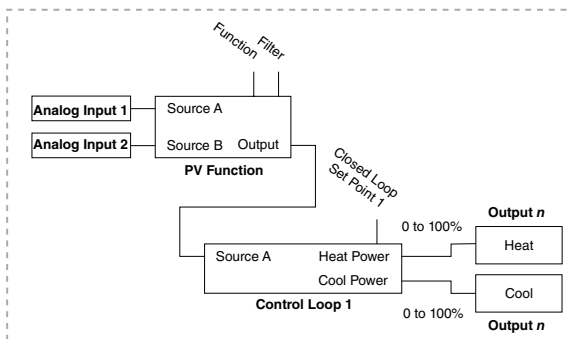 Function
Filter
Analog Input 1
Source A
Analog Input 2
Source B
Output
PV Function
Closed Loop
Set Point 1
0 to 100%
Output n
Source A
Heat Power
Heat
Cool Power
Cool
Control Loop 1
0 to 100%
Output n